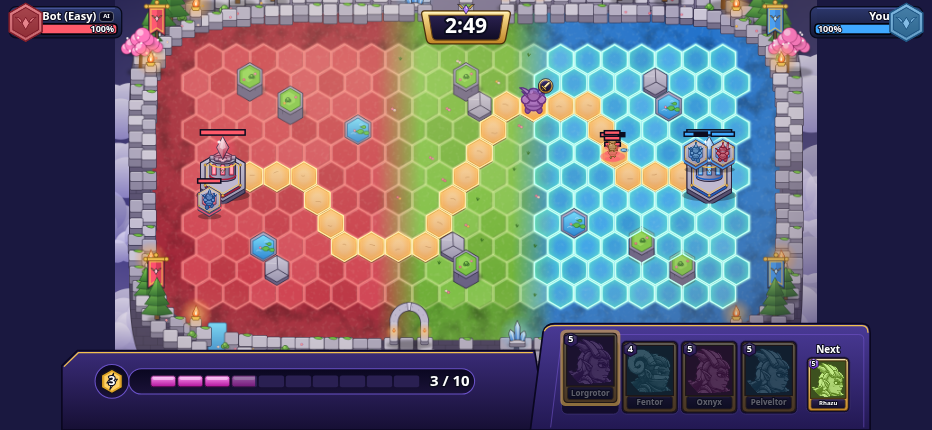 Bot (Easy) AI
100%
2:49
You
100%
3
3 / 10
5
Lorgrotor
4
Fentor
5
Oxnyx
5
Pelveltor
Next
5
Rhazu